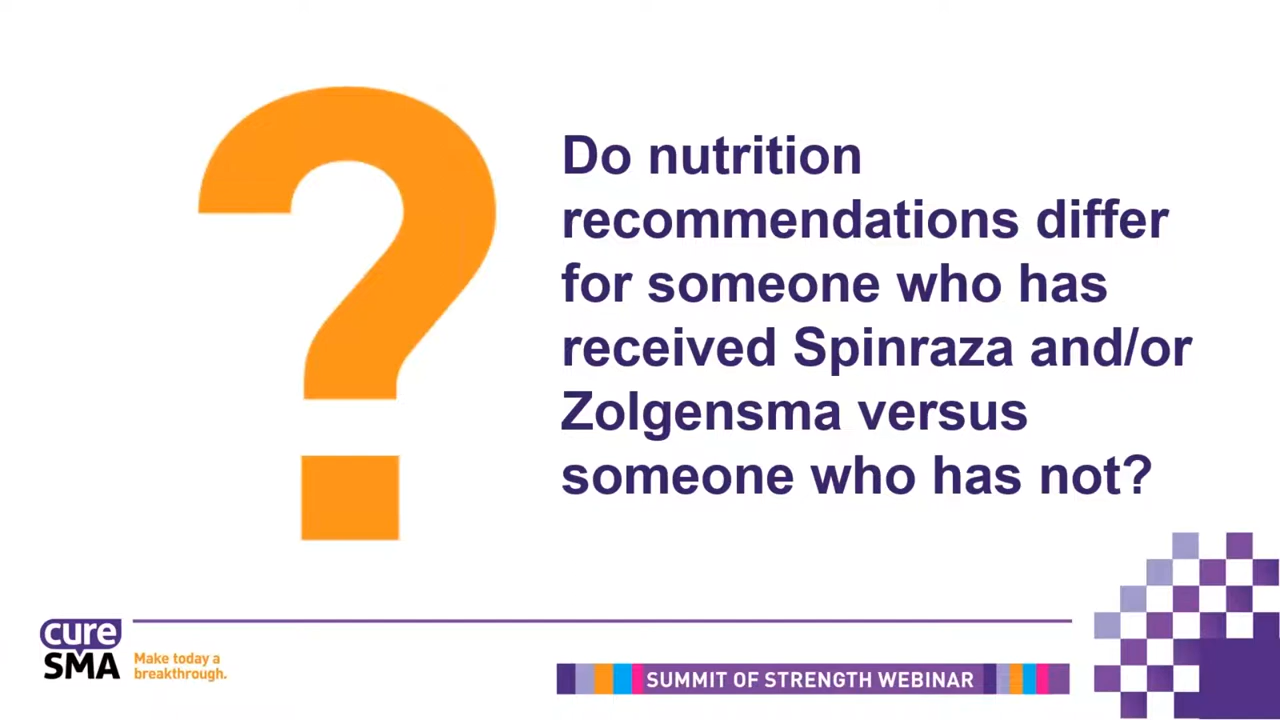 ?
Do nutrition
recommendations differ
for someone who has
received Spinraza and/or
Zolgensma versus
someone who has not?
cure
SMA
Make today a
breakthrough.
SUMMIT OF STRENGTH WEBINAR